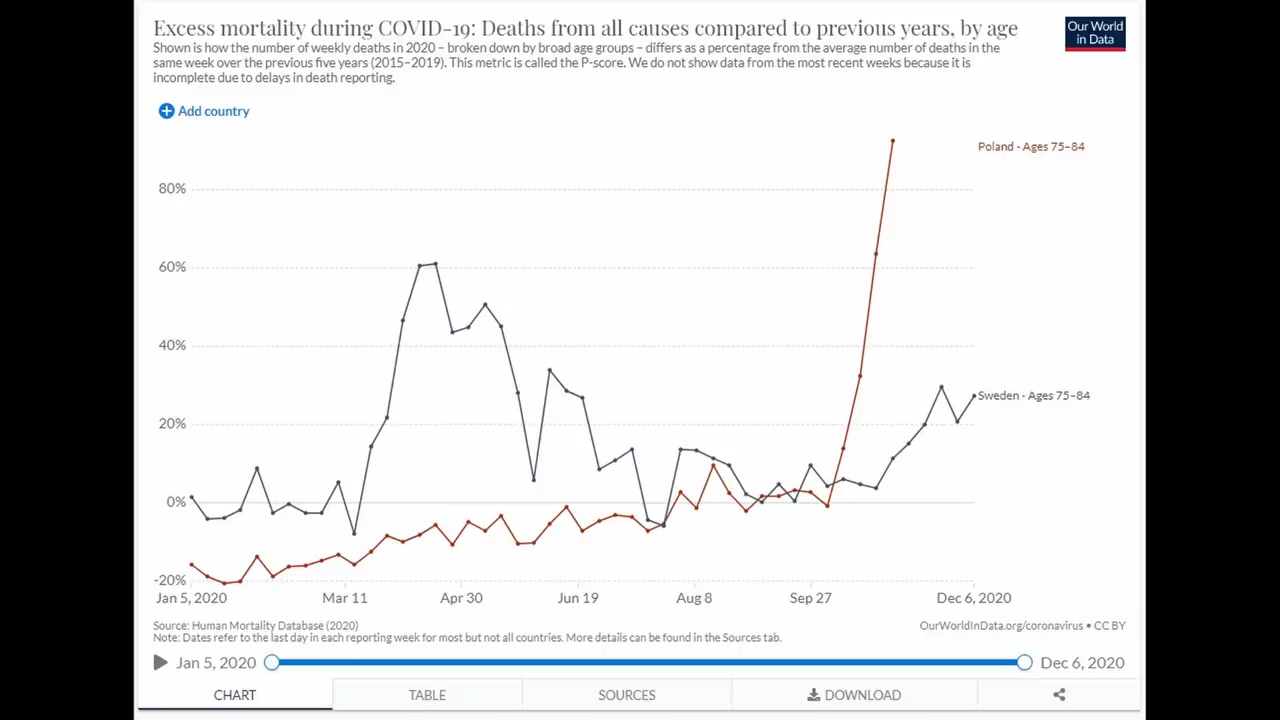 Excess mortality during COVID-19: Deaths from all causes compared to previous years, by age
Shown is how the number of weekly deaths in 2020 – broken down by broad age groups – differs as a percentage from the average number of deaths in the
same week over the previous five years (2015–2019). This metric is called the P-score. We do not show data from the most recent weeks because it is
incomplete due to delays in death reporting.
Our World
in Data
Add country
Poland - Ages 75–84
80%
60%
40%
Sweden - Ages 75–84
20%
0%
-20%
Jan 5, 2020
Mar 11
Apr 30
Jun 19
Aug 8
Sep 27
Dec 6, 2020
Source: Human Mortality Database (2020)
OurWorldInData.org/coronavirus • CC BY
Note: Dates refer to the last day in each reporting week for most but not all countries. More details can be found in the Sources tab.
Jan 5, 2020
Dec 6, 2020
CHART
TABLE
SOURCES
DOWNLOAD